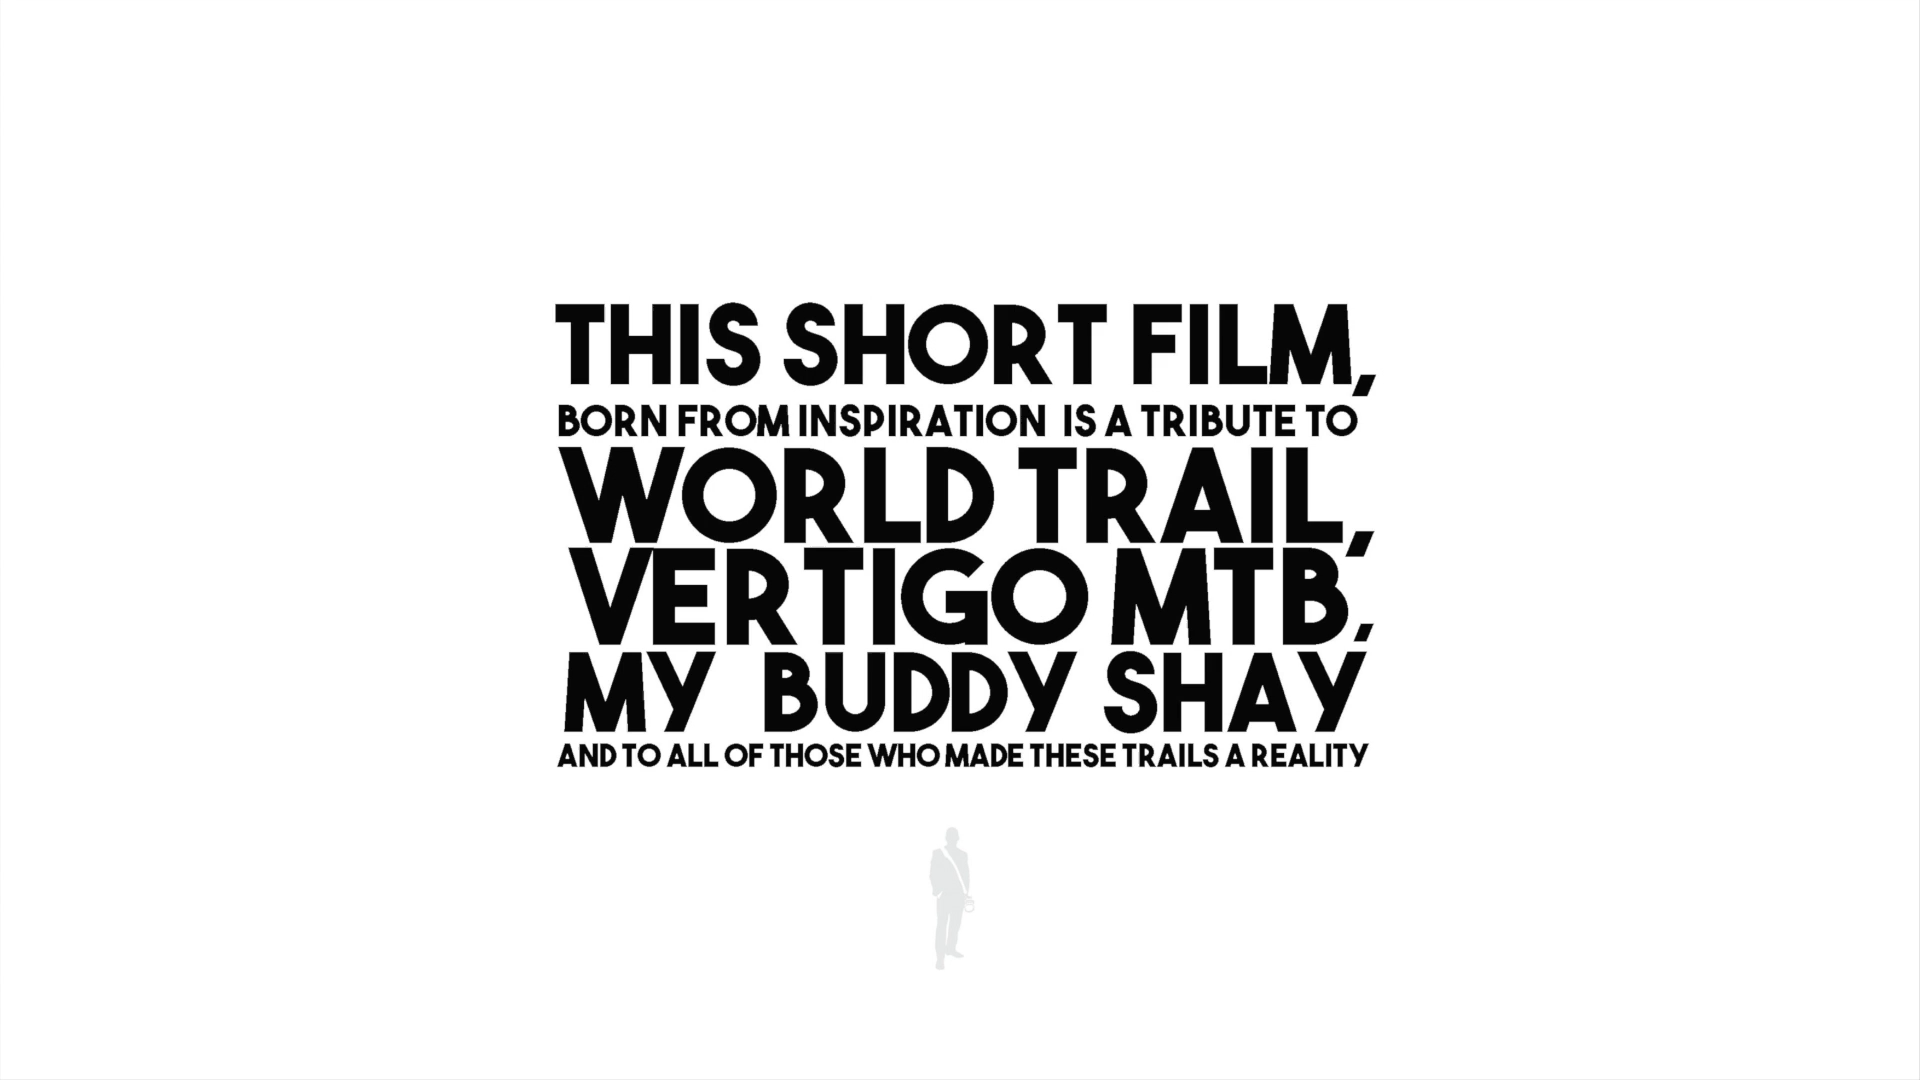 THIS SHORT FILM,
BORN FROM INSPIRATION IS A TRIBUTE TO
WORLD TRAIL,
VERTIGO MTB,
MY BUDDY SHAY
AND TO ALL OF THOSE WHO MADE THESE TRAILS A REALITY